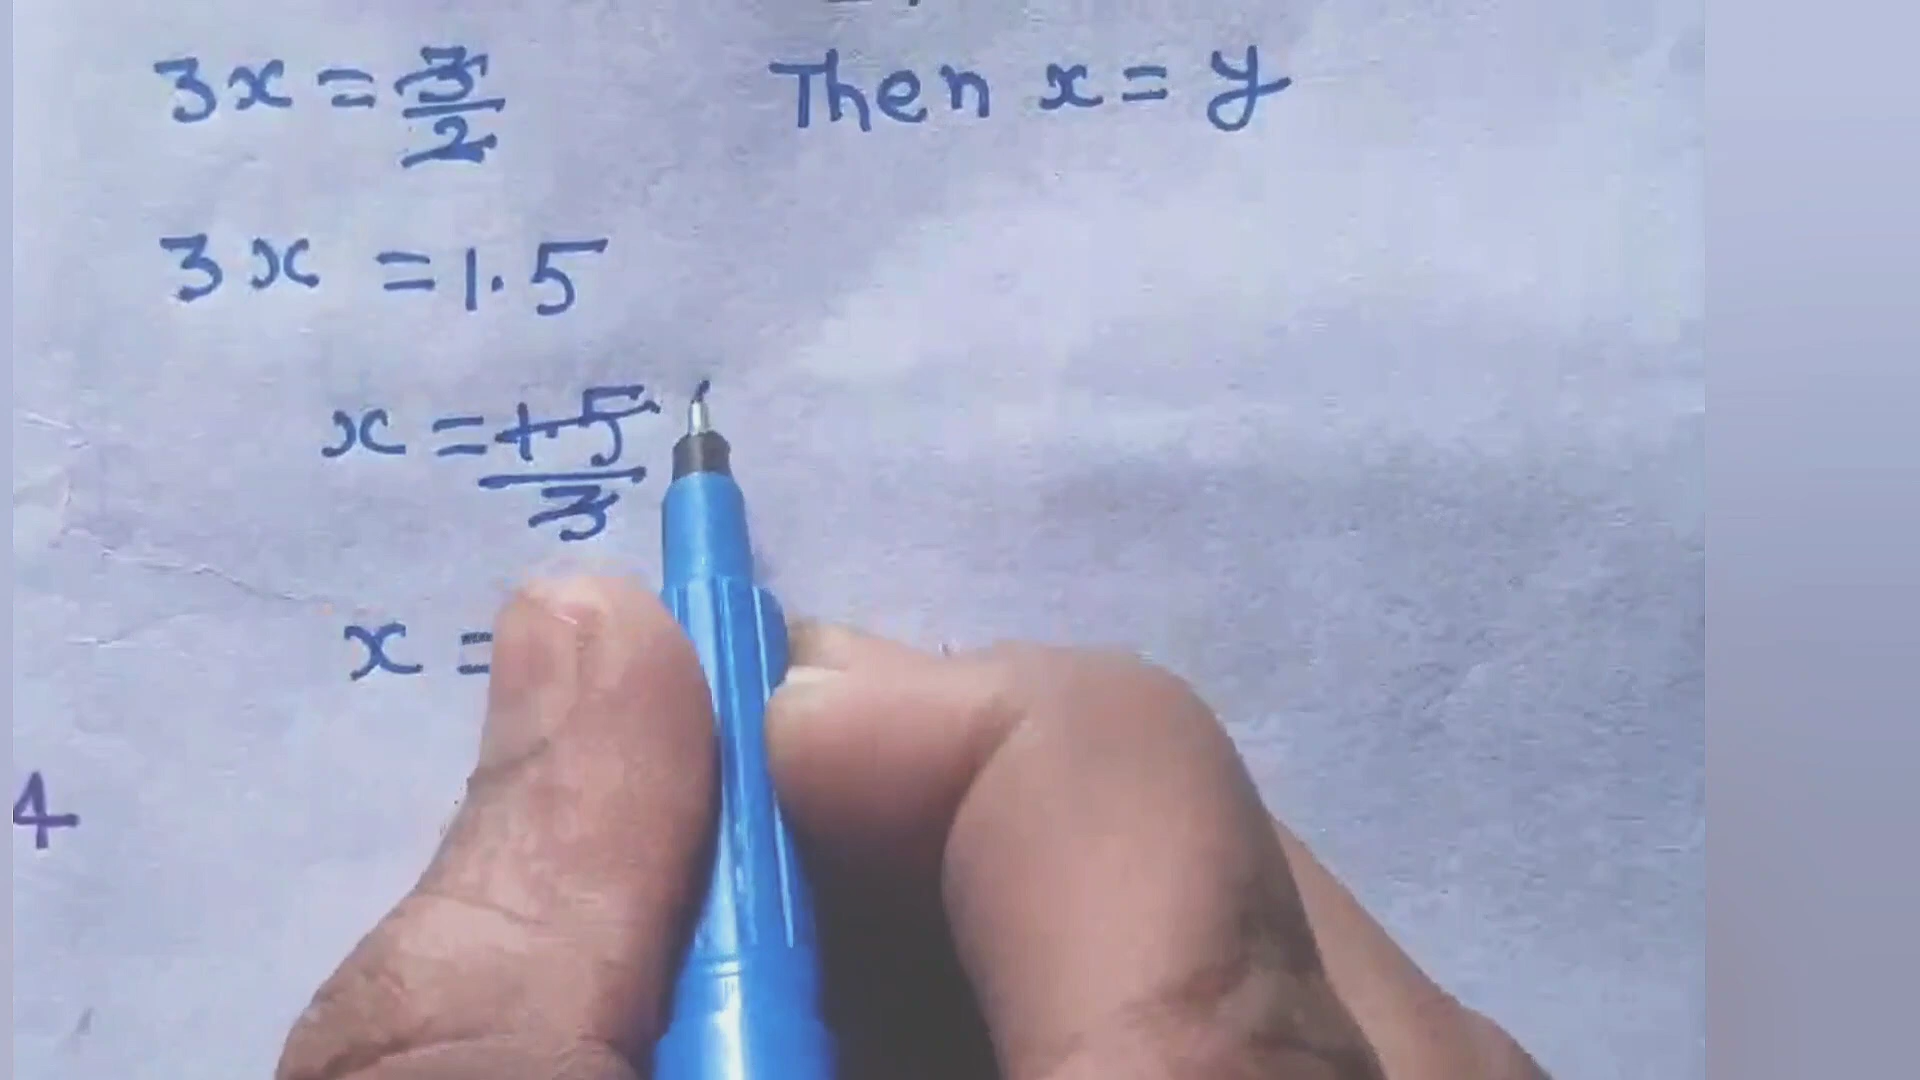 3x = 3/2 Then x = y
3x = 1.5
x = 1.5/3
x =
4